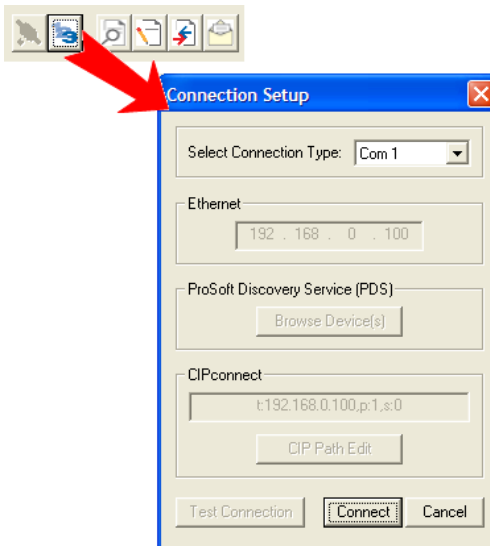 Connection Setup
Select Connection Type: Com 1
Ethernet
192 . 168 . 0 . 100
ProSoft Discovery Service (PDS)
Browse Device(s)
CIPconnect
t:192.168.0.100,p:1,s:0
CIP Path Edit
Test Connection Connect Cancel